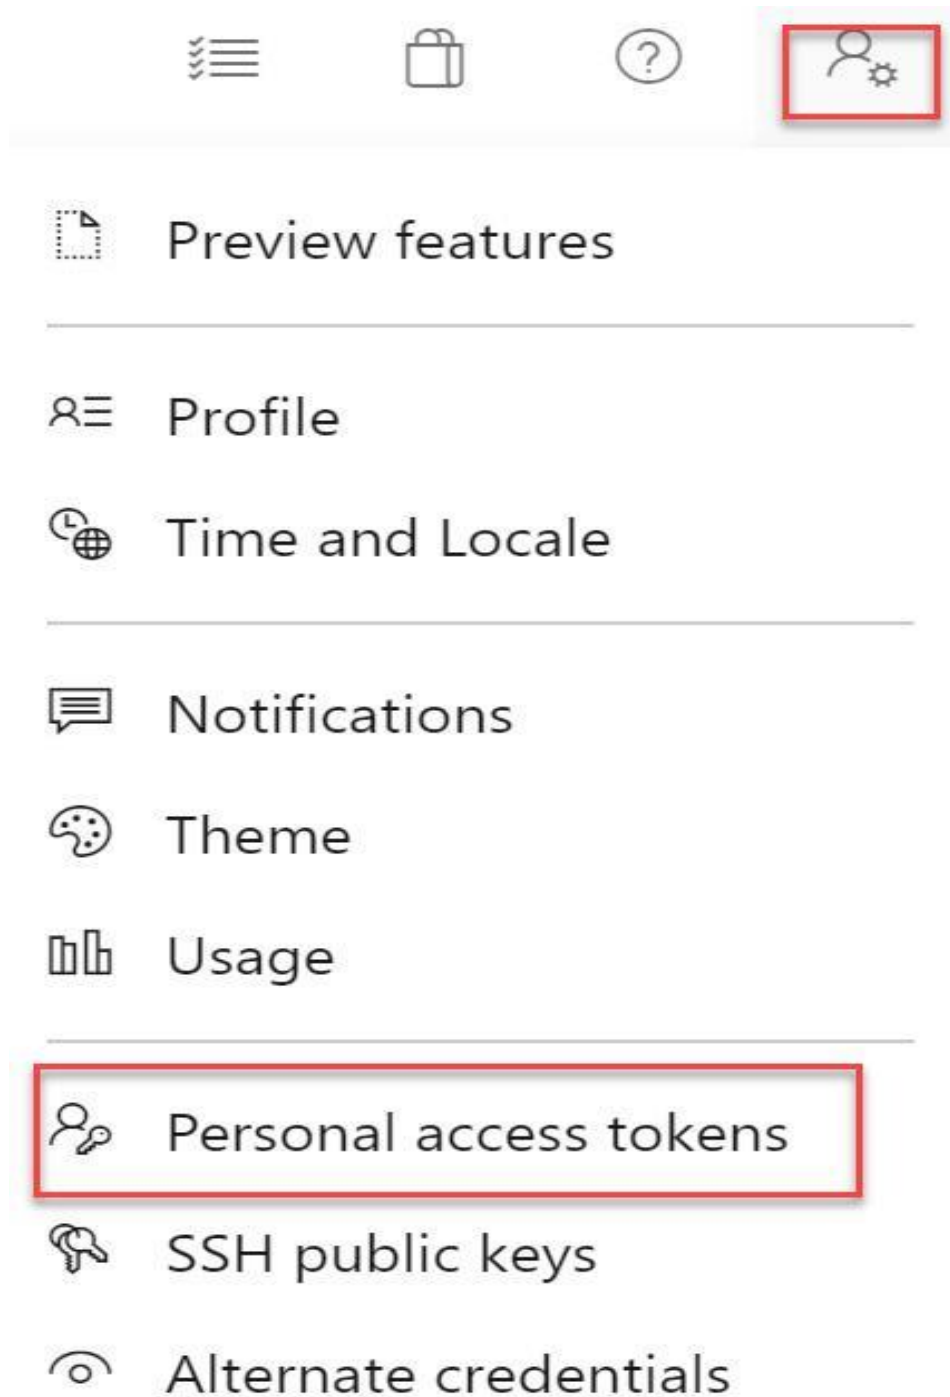 Preview features
Profile
Time and Locale
Notifications
Theme
Usage
Personal access tokens
SSH public keys
Alternate credentials